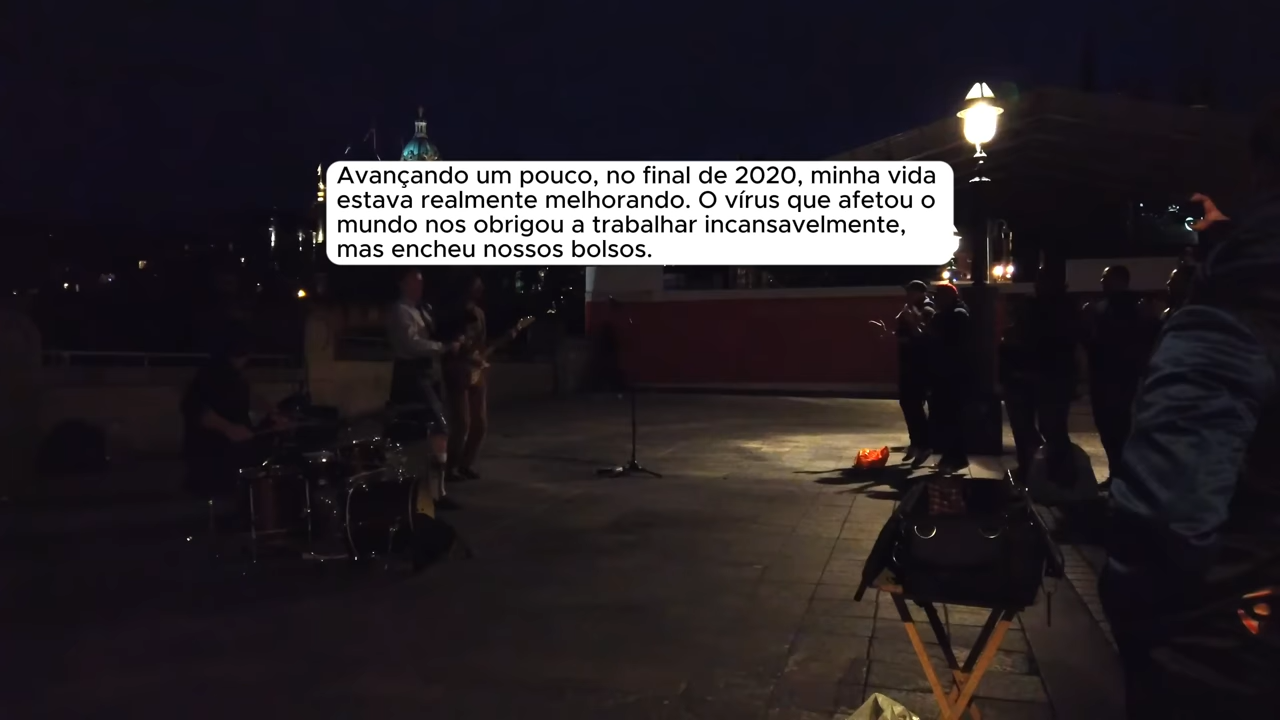 Avançando um pouco, no final de 2020, minha vida
estava realmente melhorando. O vírus que afetou o
mundo nos obrigou a trabalhar incansavelmente,
mas encheu nossos bolsos.